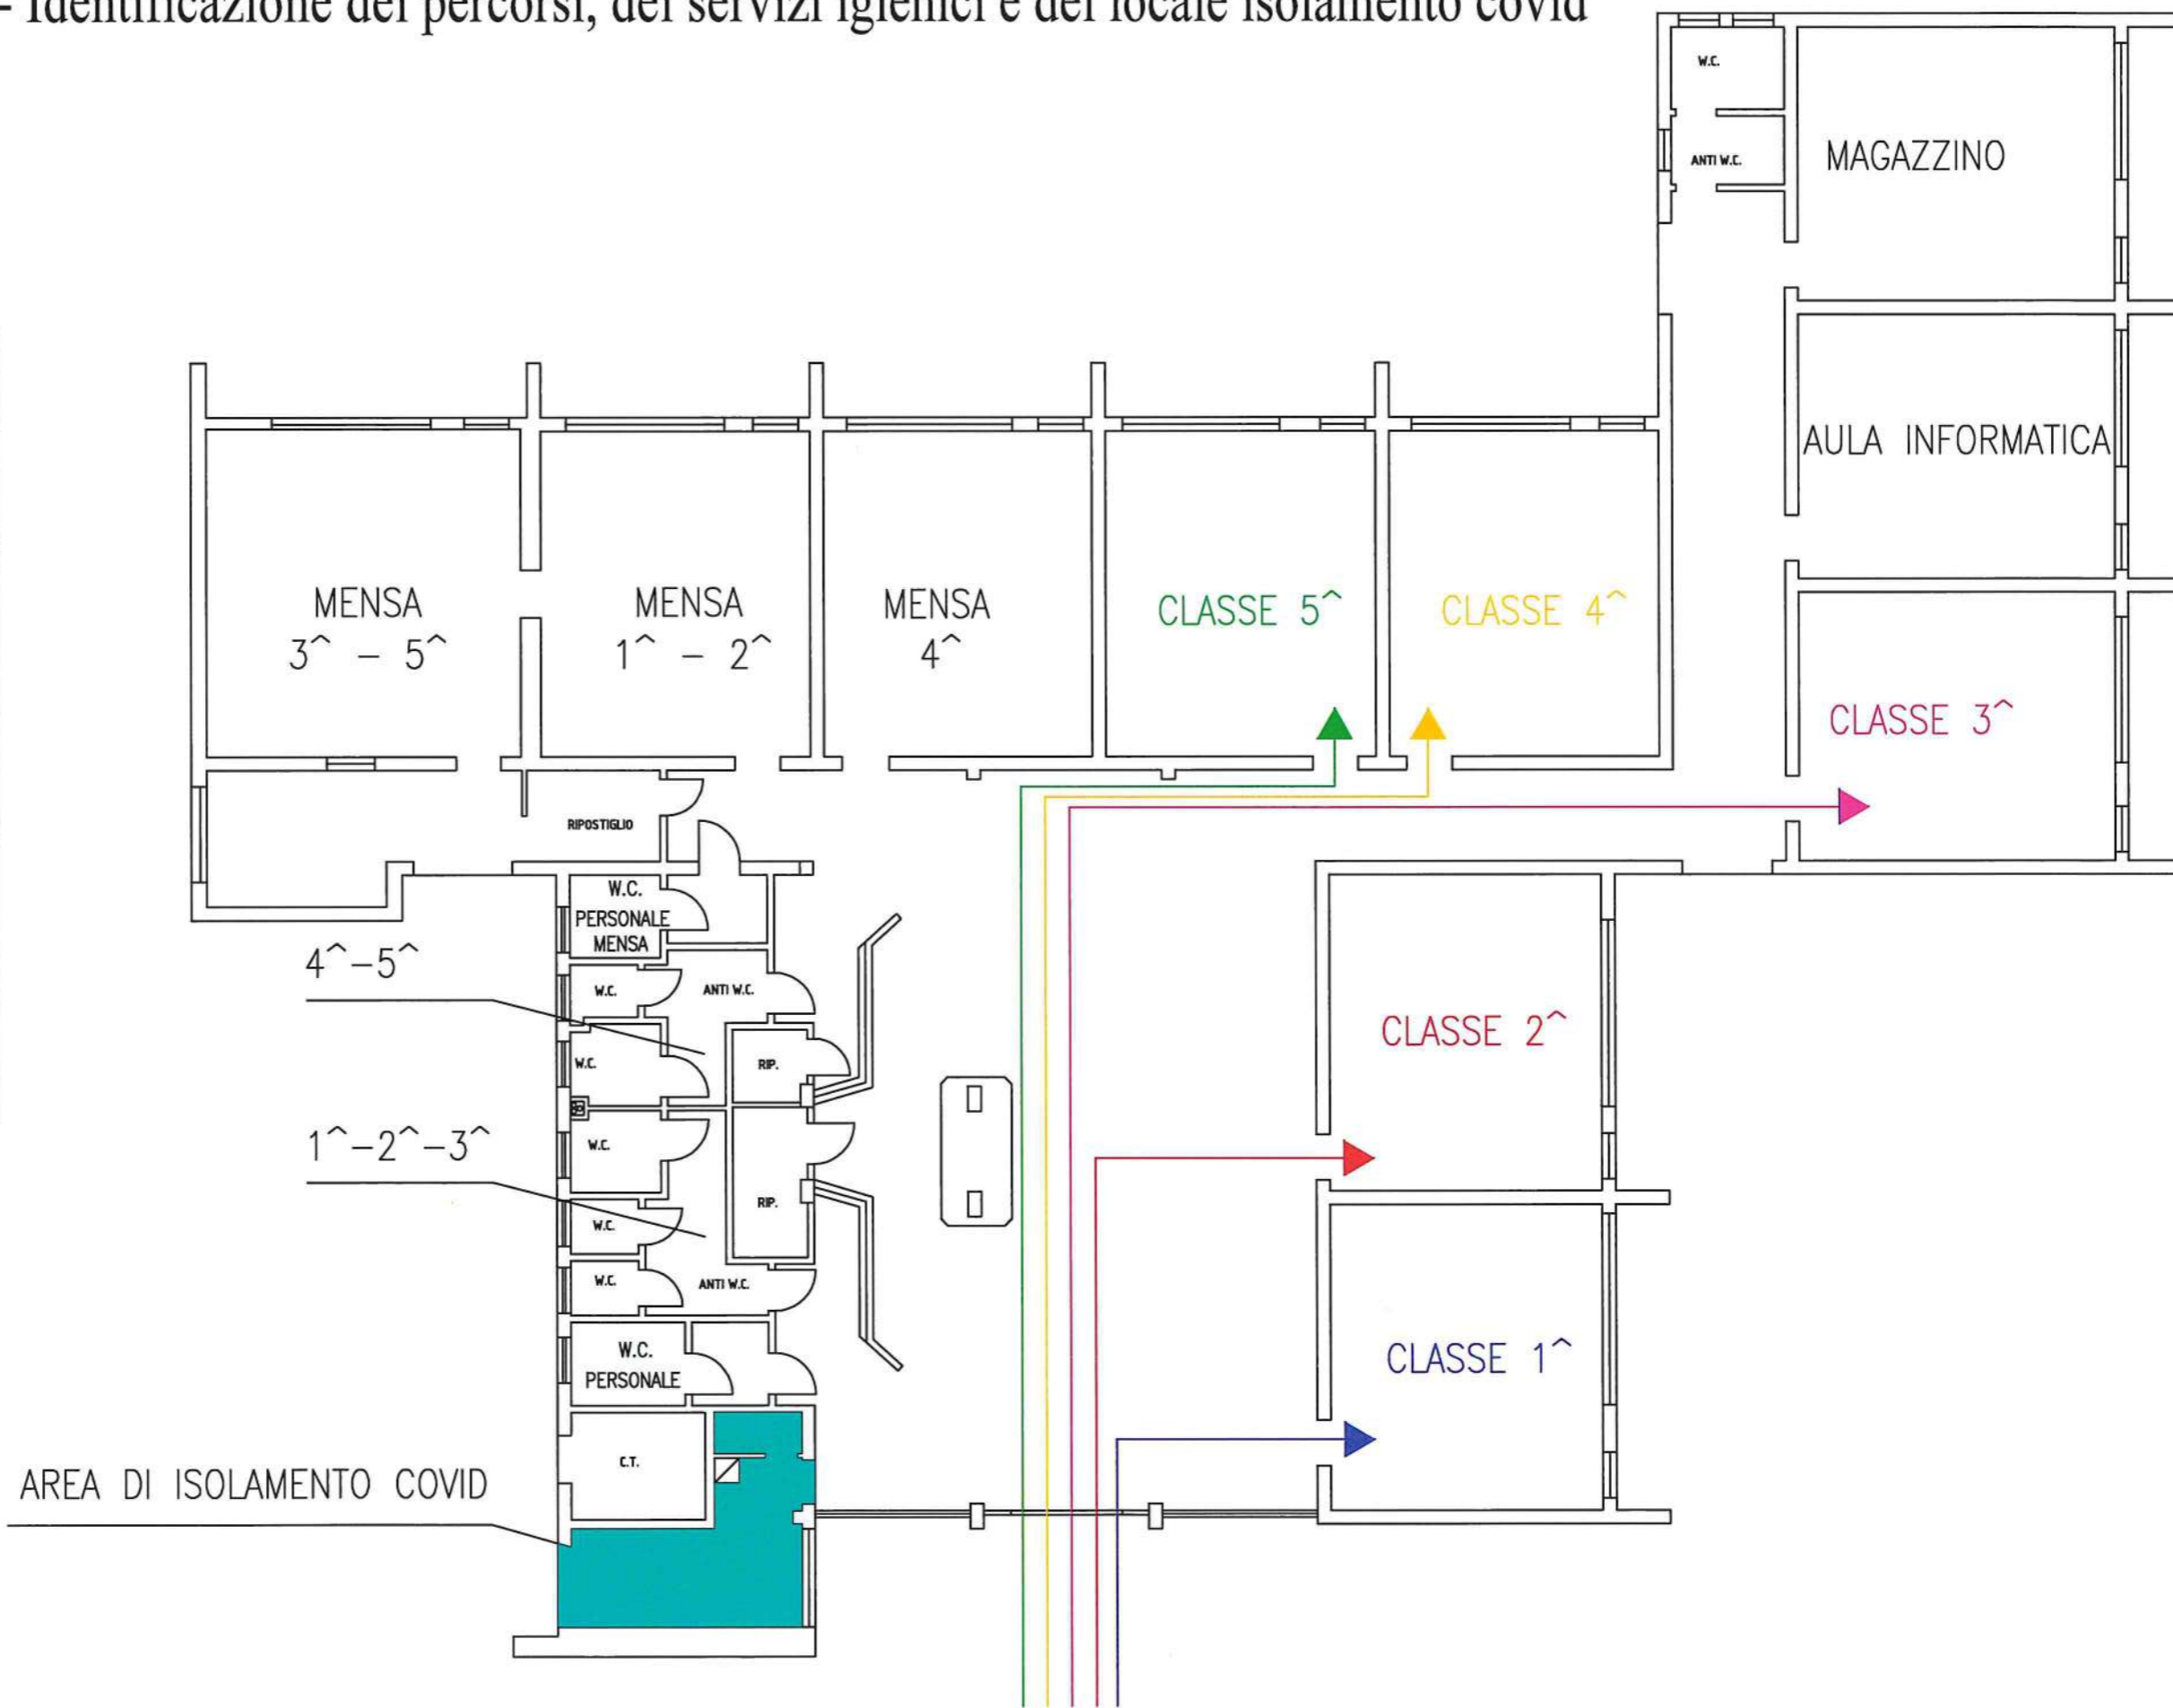 - Identificazione dei percorsi, dei servizi igienici e del locale isolamento covid
W.C.
ANTI W.C.
MAGAZZINO
AULA INFORMATICA
MENSA
3^ - 5^
MENSA
1^ - 2^
MENSA
4^
CLASSE 5^
CLASSE 4^
CLASSE 3^
RIPOSTIGLIO
W.C.
PERSONALE
MENSA
4^-5^
W.C.
ANTI W.C.
W.C.
RIP.
CLASSE 2^
1^-2^-3^
W.C.
RIP.
W.C.
W.C.
ANTI W.C.
W.C.
PERSONALE
CLASSE 1^
C.T.
AREA DI ISOLAMENTO COVID